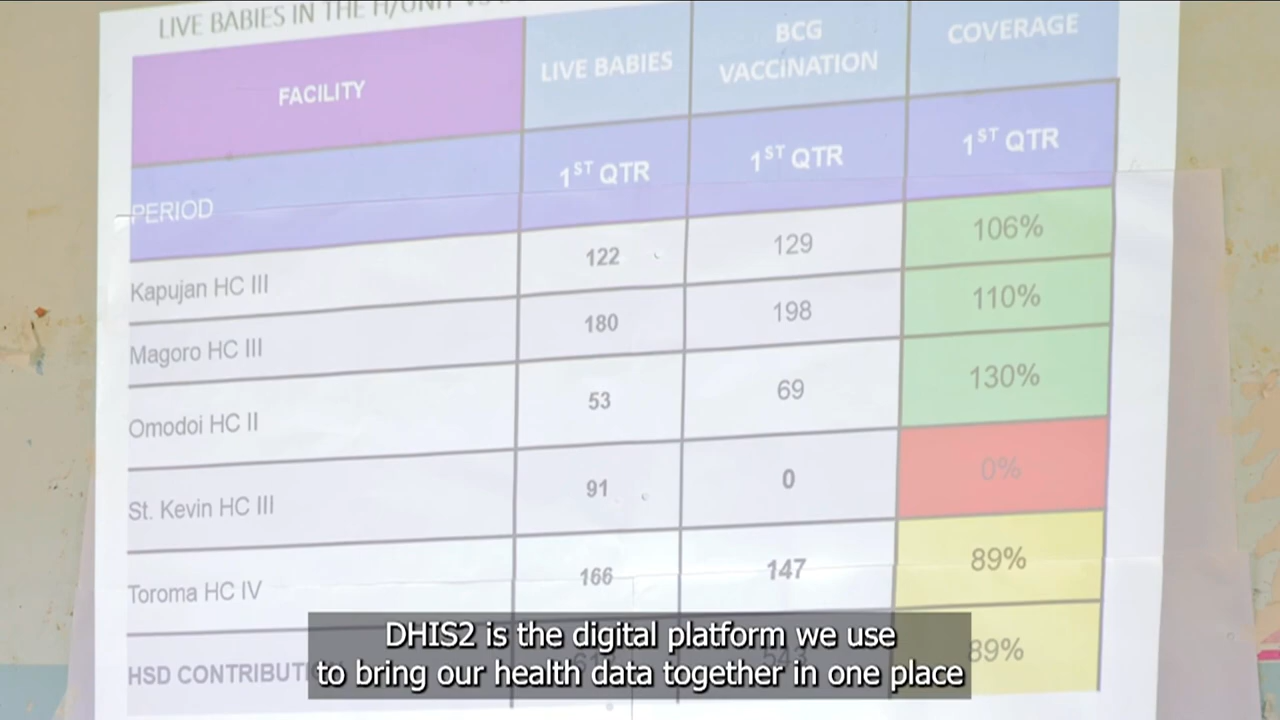 LIVE BABIES IN THE H/UNIT VS
FACILITY
LIVE BABIES
BCG
VACCINATION
COVERAGE
PERIOD
1ST QTR
1ST QTR
1ST QTR
Kapujan HC III
122
129
106%
Magoro HC III
180
198
110%
Omodoi HC II
53
69
130%
St. Kevin HC III
91
0
0%
Toroma HC IV
166
147
89%
HSD
89%
DHIS2 is the digital platform we use
to bring our health data together in one place